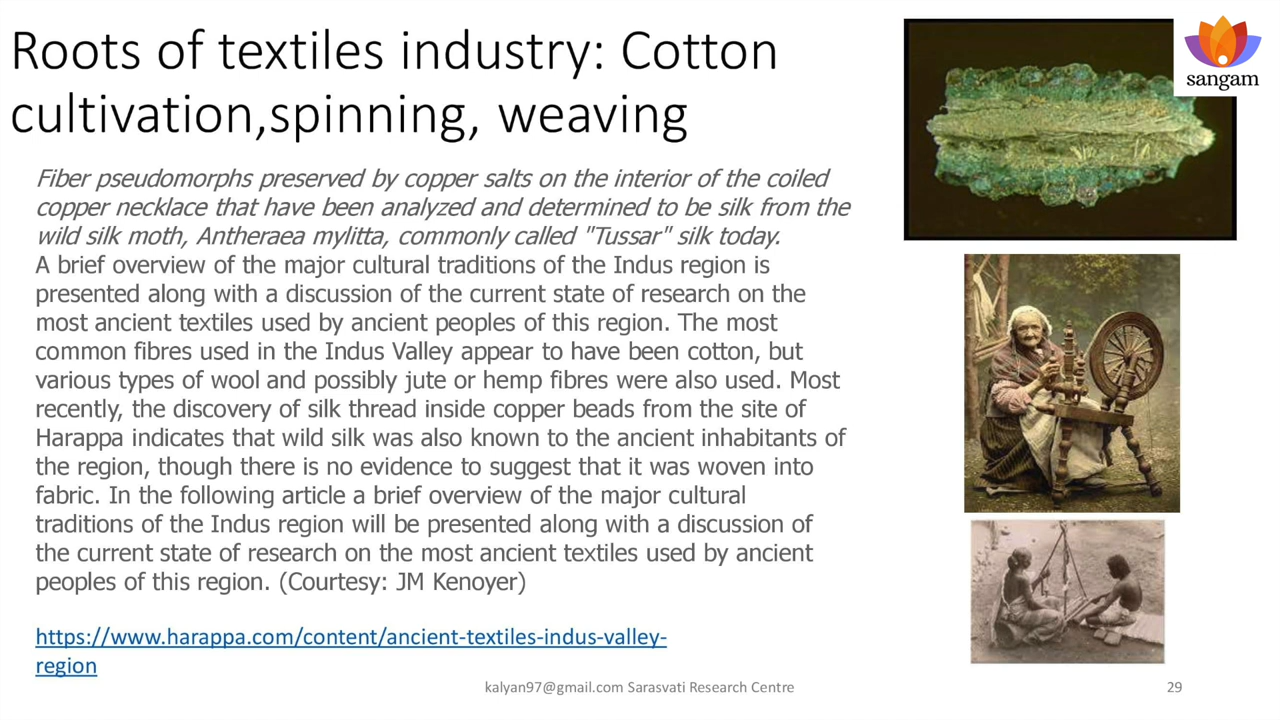 Roots of textiles industry: Cotton
cultivation,spinning, weaving
sangam
Fiber pseudomorphs preserved by copper salts on the interior of the coiled
copper necklace that have been analyzed and determined to be silk from the
wild silk moth, Antheraea mylitta, commonly called "Tussar" silk today.
A brief overview of the major cultural traditions of the Indus region is
presented along with a discussion of the current state of research on the
most ancient textiles used by ancient peoples of this region. The most
common fibres used in the Indus Valley appear to have been cotton, but
various types of wool and possibly jute or hemp fibres were also used. Most
recently, the discovery of silk thread inside copper beads from the site of
Harappa indicates that wild silk was also known to the ancient inhabitants of
the region, though there is no evidence to suggest that it was woven into
fabric. In the following article a brief overview of the major cultural
traditions of the Indus region will be presented along with a discussion of
the current state of research on the most ancient textiles used by ancient
peoples of this region. (Courtesy: JM Kenoyer)
https://www.harappa.com/content/ancient-textiles-indus-valley-
region
kalyan97@gmail.com Sarasvati Research Centre
29